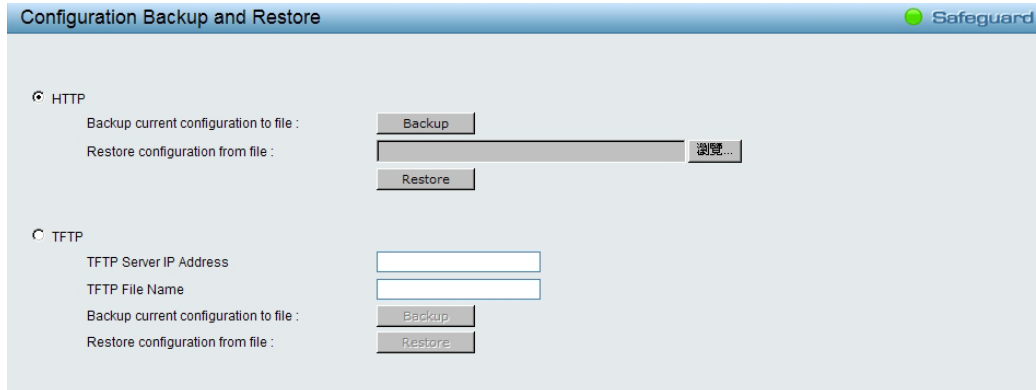 Configuration Backup and Restore
Safeguard
HTTP
Backup current configuration to file : Backup
Restore configuration from file : 瀏覽...
Restore
TFTP
TFTP Server IP Address
TFTP File Name
Backup current configuration to file : Backup
Restore configuration from file : Restore